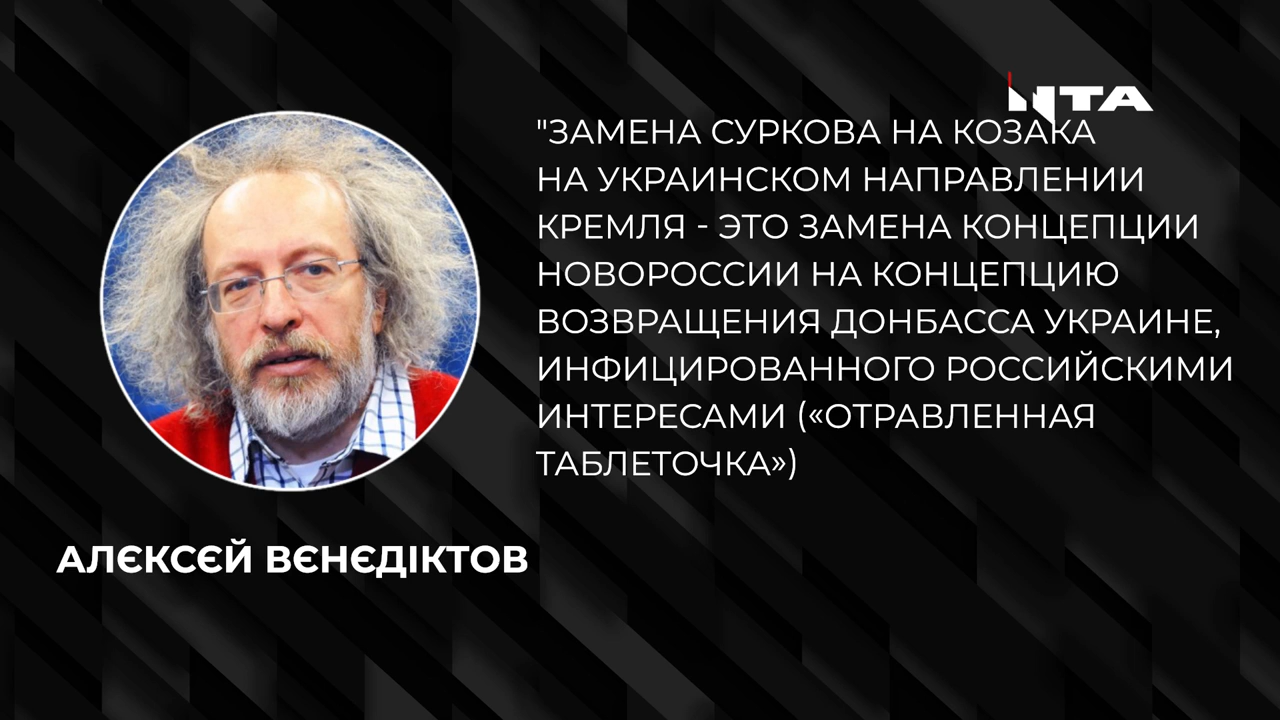 НТА
"ЗАМЕНА СУРКОВА НА КОЗАКА
НА УКРАИНСКОМ НАПРАВЛЕНИИ
КРЕМЛЯ - ЭТО ЗАМЕНА КОНЦЕПЦИИ
НОВОРОССИИ НА КОНЦЕПЦИЮ
ВОЗВРАЩЕНИЯ ДОНБАССА УКРАИНЕ,
ИНФИЦИРОВАННОГО РОССИЙСКИМИ
ИНТЕРЕСАМИ («ОТРАВЛЕННАЯ
ТАБЛЕТОЧКА»)
АЛЄКСЄЙ ВЄНЄДІКТОВ